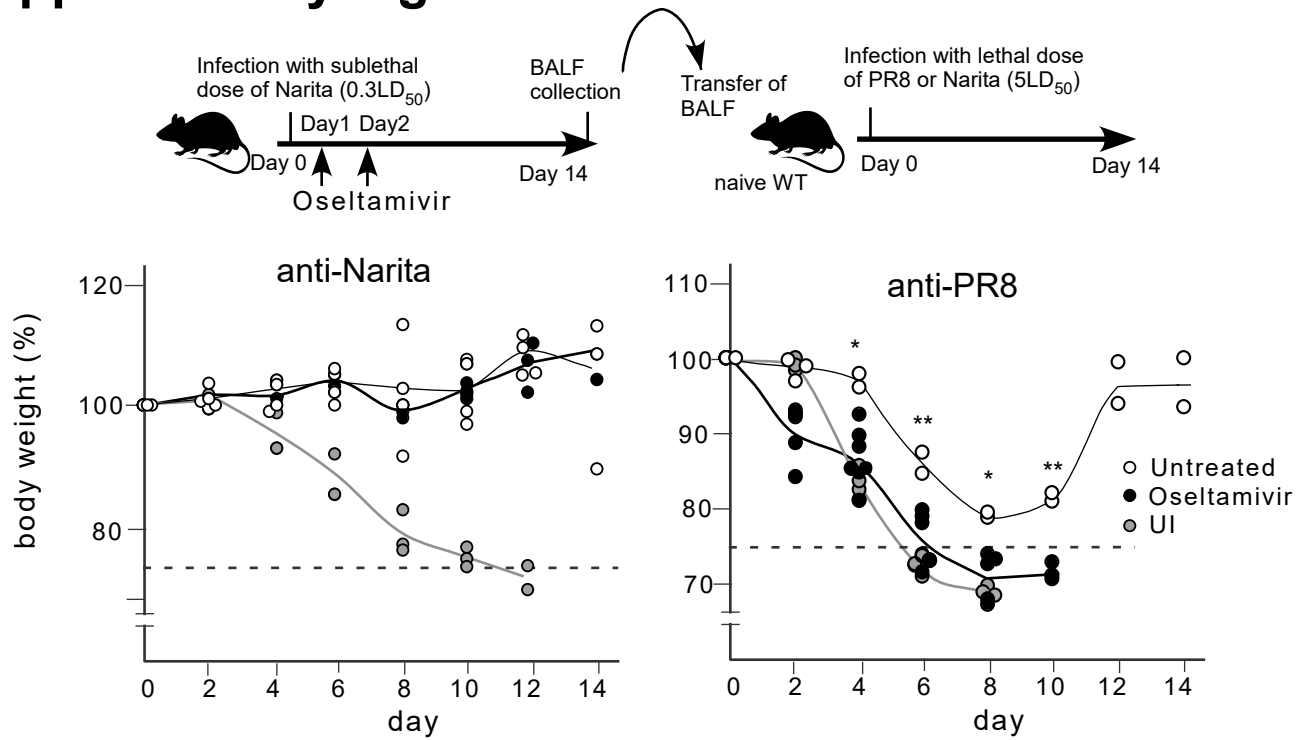 Infection with sublethal
dose of Narita (0.3LD50)
Day1 Day2
Day 0
Oseltamivir
BALF
collection
Day 14
Transfer of
BALF
naive WT
Infection with lethal dose
of PR8 or Narita (5LD50)
Day 0
Day 14
anti-Narita
body weight (%)
120
100
80
0 2 4 6 8 10 12 14
day
anti-PR8
110
100
90
80
70
*
**
*
**
0 2 4 6 8 10 12 14
day
Untreated
Oseltamivir
UI